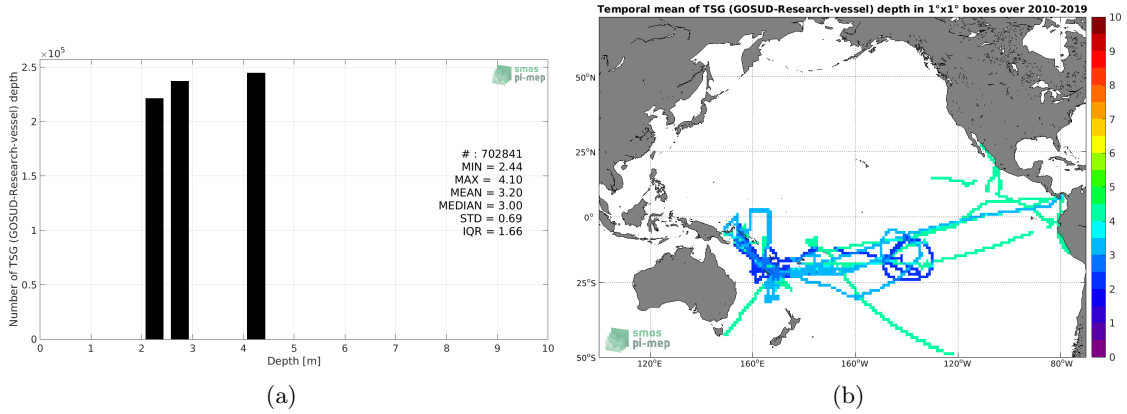 ×10⁵
2.5
2
1.5
1
0.5
0
0 1 2 3 4 5 6 7 8 9 10
Depth [m]
Number of TSG (GOSUD-Research-vessel) depth
smos
pi-mep
# : 702841
MIN = 2.44
MAX = 4.10
MEAN = 3.20
MEDIAN = 3.00
STD = 0.69
IQR = 1.66
(a)
Temporal mean of TSG (GOSUD-Research-vessel) depth in 1°x1° boxes over 2010-2019
50°N
25°N
0°
25°S
50°S
120°E 160°E 160°W 120°W 80°W
smos
pi-mep
10
9
8
7
6
5
4
3
2
1
0
(b)